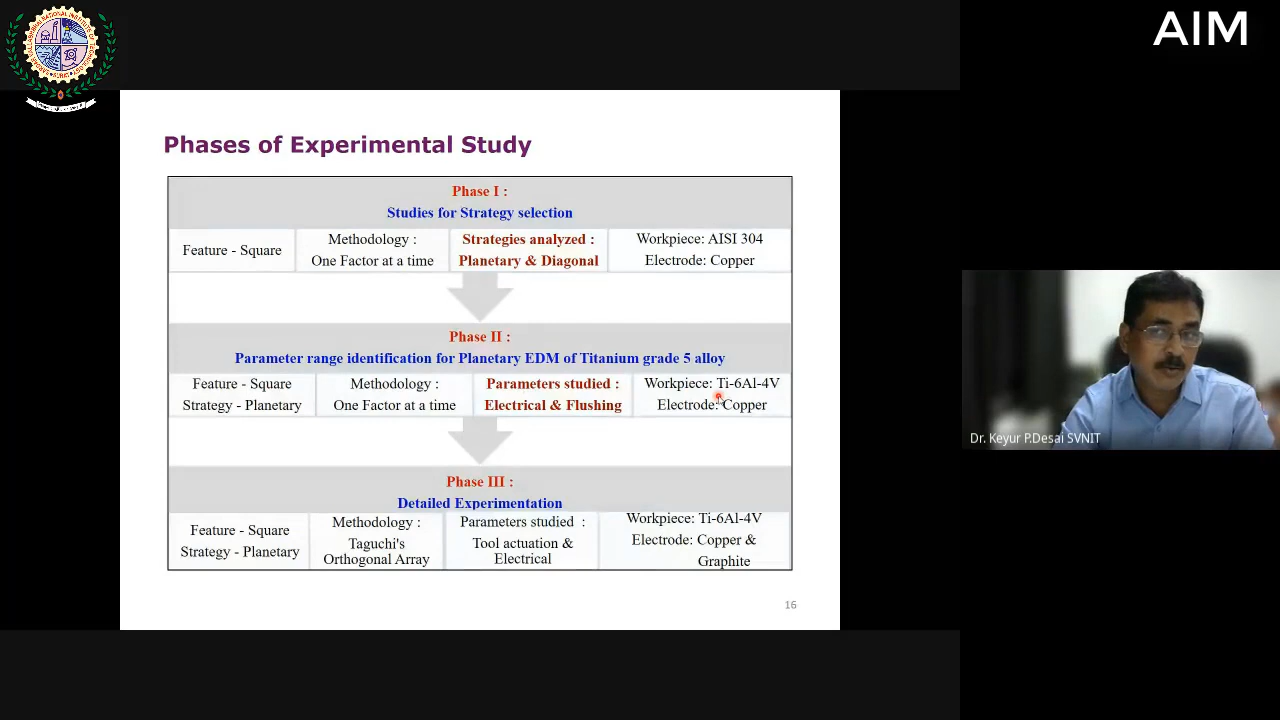 AIM
Phases of Experimental Study
Phase I :
Studies for Strategy selection
Feature - Square
Methodology :
One Factor at a time
Strategies analyzed :
Planetary & Diagonal
Workpiece: AISI 304
Electrode: Copper
Phase II :
Parameter range identification for Planetary EDM of Titanium grade 5 alloy
Feature - Square
Strategy - Planetary
Methodology :
One Factor at a time
Parameters studied :
Electrical & Flushing
Workpiece: Ti-6Al-4V
Electrode: Copper
Phase III :
Detailed Experimentation
Feature - Square
Strategy - Planetary
Methodology :
Taguchi's
Orthogonal Array
Parameters studied :
Tool actuation &
Electrical
Workpiece: Ti-6Al-4V
Electrode: Copper &
Graphite
16
Dr. Keyur P.Desai SVNIT